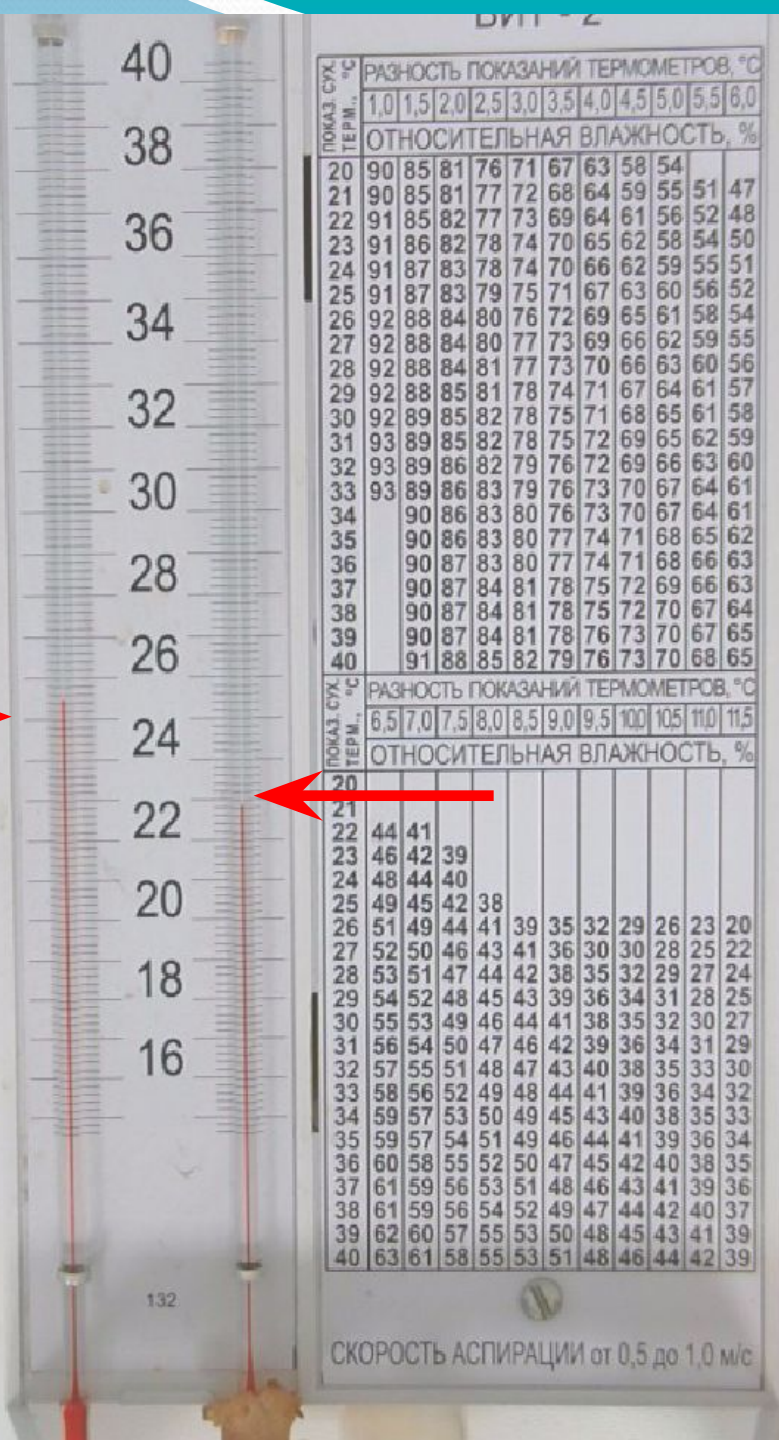 ВИТ - 2
40
38
36
34
32
30
28
26
24
22
20
18
16
132
ПОКАЗ. СУХ. ТЕРМ., °C
РАЗНОСТЬ ПОКАЗАНИЙ ТЕРМОМЕТРОВ, °C
1,0 1,5 2,0 2,5 3,0 3,5 4,0 4,5 5,0 5,5 6,0
ОТНОСИТЕЛЬНАЯ ВЛАЖНОСТЬ, %
20 90 85 81 76 71 67 63 58 54
21 90 85 81 77 72 68 64 59 55 51 47
22 91 85 82 77 73 69 64 61 56 52 48
23 91 86 82 78 74 70 65 62 58 54 50
24 91 87 83 78 74 70 66 62 59 55 51
25 91 87 83 79 75 71 67 63 60 56 52
26 92 88 84 80 76 72 69 65 61 58 54
27 92 88 84 80 77 73 69 66 62 59 55
28 92 88 84 81 77 73 70 66 63 60 56
29 92 88 85 81 78 74 71 67 64 61 57
30 92 89 85 82 78 75 71 68 65 61 58
31 93 89 85 82 78 75 72 69 65 62 59
32 93 89 86 82 79 76 72 69 66 63 60
33 93 89 86 83 79 76 73 70 67 64 61
34 90 86 83 80 76 73 70 67 64 61
35 90 86 83 80 77 74 71 68 65 62
36 90 87 83 80 77 74 71 68 66 63
37 90 87 84 81 78 75 72 69 66 63
38 90 87 84 81 78 75 72 70 67 64
39 90 87 84 81 78 76 73 70 67 65
40 91 88 85 82 79 76 73 70 68 65
ПОКАЗ. СУХ. ТЕРМ., °C
РАЗНОСТЬ ПОКАЗАНИЙ ТЕРМОМЕТРОВ, °C
6,5 7,0 7,5 8,0 8,5 9,0 9,5 10,0 10,5 11,0 11,5
ОТНОСИТЕЛЬНАЯ ВЛАЖНОСТЬ, %
20
21
22 44 41
23 46 42 39
24 48 44 40
25 49 45 42 38
26 51 49 44 41 39 35 32 29 26 23 20
27 52 50 46 43 41 36 30 30 28 25 22
28 53 51 47 44 42 38 35 32 29 27 24
29 54 52 48 45 43 39 36 34 31 28 25
30 55 53 49 46 44 41 38 35 32 30 27
31 56 54 50 47 46 42 39 36 34 31 29
32 57 55 51 48 47 43 40 38 35 33 30
33 58 56 52 49 48 44 41 39 36 34 32
34 59 57 53 50 49 45 43 40 38 35 33
35 59 57 54 51 49 46 44 41 39 36 34
36 60 58 55 52 50 47 45 42 40 38 35
37 61 59 56 53 51 48 46 43 41 39 36
38 61 59 56 54 52 49 47 44 42 40 37
39 62 60 57 55 53 50 48 45 43 41 39
40 63 61 58 55 53 51 48 46 44 42 39
СКОРОСТЬ АСПИРАЦИИ от 0,5 до 1,0 м/с